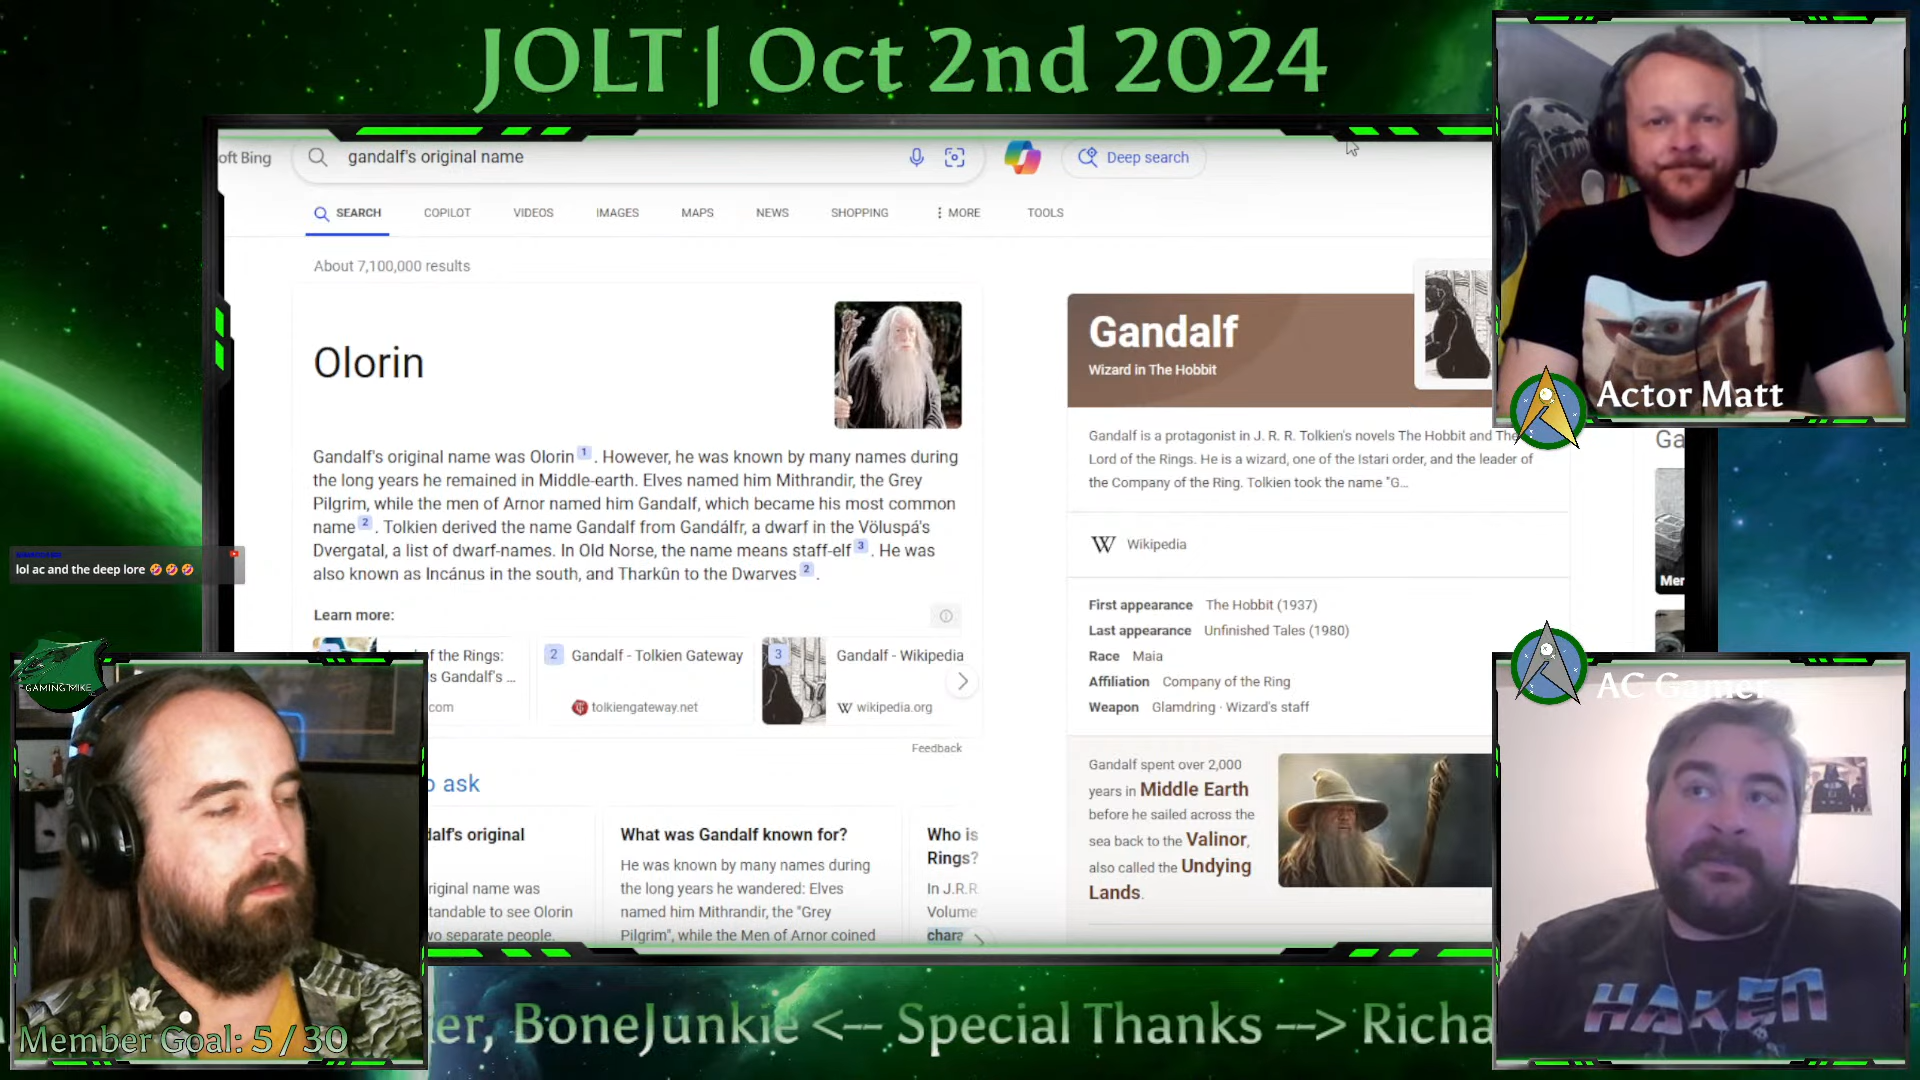 JOLT | Oct 2nd 2024
oft Bing
gandalf's original name
Deep search
SEARCH
COPILOT
VIDEOS
IMAGES
MAPS
NEWS
SHOPPING
MORE
TOOLS
About 7,100,000 results
Olorin
Gandalf's original name was Olorin 1 . However, he was known by many names during
the long years he remained in Middle-earth. Elves named him Mithrandir, the Grey
Pilgrim, while the men of Arnor named him Gandalf, which became his most common
name 2 . Tolkien derived the name Gandalf from Gandálfr, a dwarf in the Völuspá's
Dvergatal, a list of dwarf-names. In Old Norse, the name means staff-elf 3 . He was
also known as Incánus in the south, and Tharkûn to the Dwarves 2 .
Learn more:
of the Rings:
s Gandalf's ...
com
2 Gandalf - Tolkien Gateway
tolkiengateway.net
3 Gandalf - Wikipedia
wikipedia.org
Feedback
o ask
dalf's original
riginal name was
tandable to see Olorin
wo separate people.
What was Gandalf known for?
He was known by many names during
the long years he wandered: Elves
named him Mithrandir, the "Grey
Pilgrim", while the Men of Arnor coined
Who is
Rings?
In J.R.R.
Volume
chara
Gandalf
Wizard in The Hobbit
Gandalf is a protagonist in J. R. R. Tolkien's novels The Hobbit and The
Lord of the Rings. He is a wizard, one of the Istari order, and the leader of
the Company of the Ring. Tolkien took the name "G...
Wikipedia
First appearance The Hobbit (1937)
Last appearance Unfinished Tales (1980)
Race Maia
Affiliation Company of the Ring
Weapon Glamdring · Wizard's staff
Gandalf spent over 2,000
years in Middle Earth
before he sailed across the
sea back to the Valinor,
also called the Undying
Lands.
Ga
Mer
Actor Matt
AC Gamer
HAKEN
lol ac and the deep lore 🤣🤣🤣
GAMING MIKE
Member Goal: 5 / 30
er, BoneJunkie <-- Special Thanks --> Richa